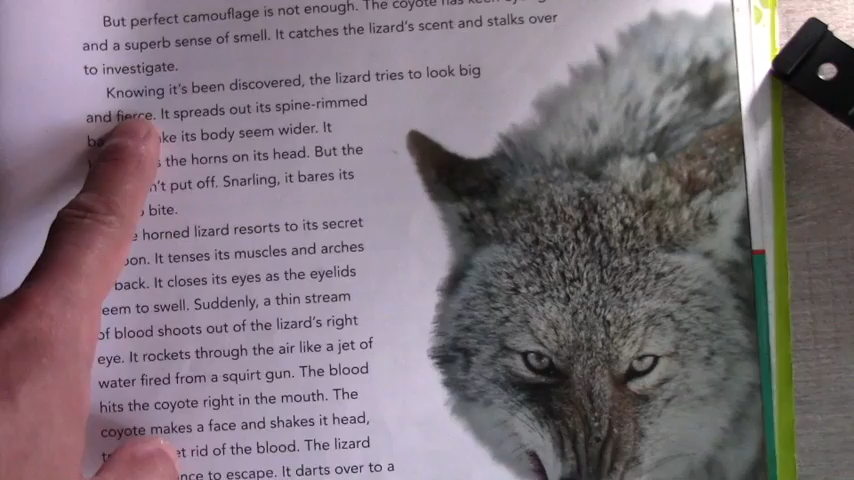 But perfect camouflage is not enough. The coyote has keen
and a superb sense of smell. It catches the lizard's scent and stalks over
to investigate.
Knowing it's been discovered, the lizard tries to look big
and fierce. It spreads out its spine-rimmed
its body seem wider. It
the horns on its head. But the
put off. Snarling, it bares its
bite.
horned lizard resorts to its secret
It tenses its muscles and arches
back. It closes its eyes as the eyelids
seem to swell. Suddenly, a thin stream
of blood shoots out of the lizard's right
eye. It rockets through the air like a jet of
water fired from a squirt gun. The blood
hits the coyote right in the mouth. The
coyote makes a face and shakes it head,
rid of the blood. The lizard
to escape. It darts over to a